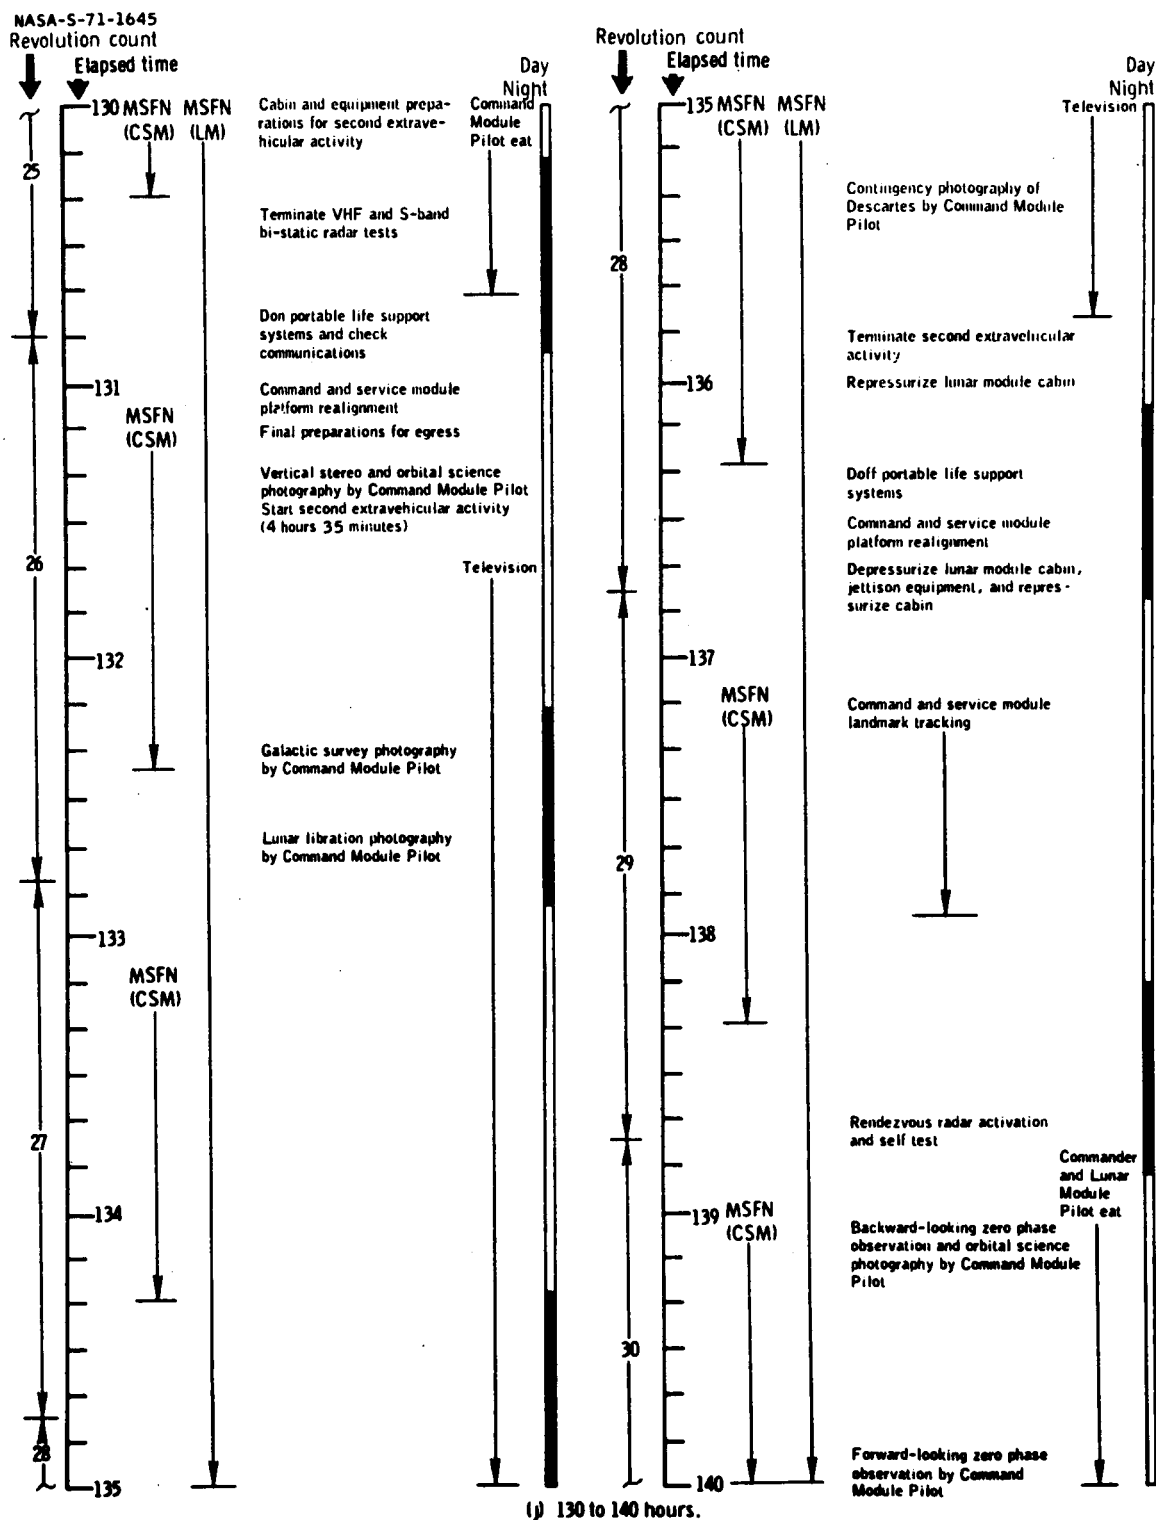 NASA-S-71-1645
Revolution count
Elapsed time
Day
Night
130
MSFN
(CSM)
MSFN
(LM)
Cabin and equipment prepa-
rations for second extrave-
hicular activity
Command
Module
Pilot eat
25
Terminate VHF and S-band
bi-static radar tests
Don portable life support
systems and check
communications
131
Command and service module
platform realignment
MSFN
(CSM)
Final preparations for egress
Vertical stereo and orbital science
photography by Command Module Pilot
Start second extravehicular activity
(4 hours 35 minutes)
26
Television
132
Galactic survey photography
by Command Module Pilot
Lunar libration photography
by Command Module Pilot
133
MSFN
(CSM)
27
134
28
135
Revolution count
Elapsed time
Day
Night
135
MSFN
(CSM)
MSFN
(LM)
Television
Contingency photography of
Descartes by Command Module
Pilot
28
Terminate second extravehicular
activity
136
Repressurize lunar module cabin
Doff portable life support
systems
Command and service module
platform realignment
Depressurize lunar module cabin,
jettison equipment, and repres-
surize cabin
137
MSFN
(CSM)
Command and service module
landmark tracking
29
138
Rendezvous radar activation
and self test
Commander
and Lunar
Module
Pilot eat
139
MSFN
(CSM)
Backward-looking zero phase
observation and orbital science
photography by Command Module
Pilot
30
Forward-looking zero phase
observation by Command
Module Pilot
140
(j) 130 to 140 hours.